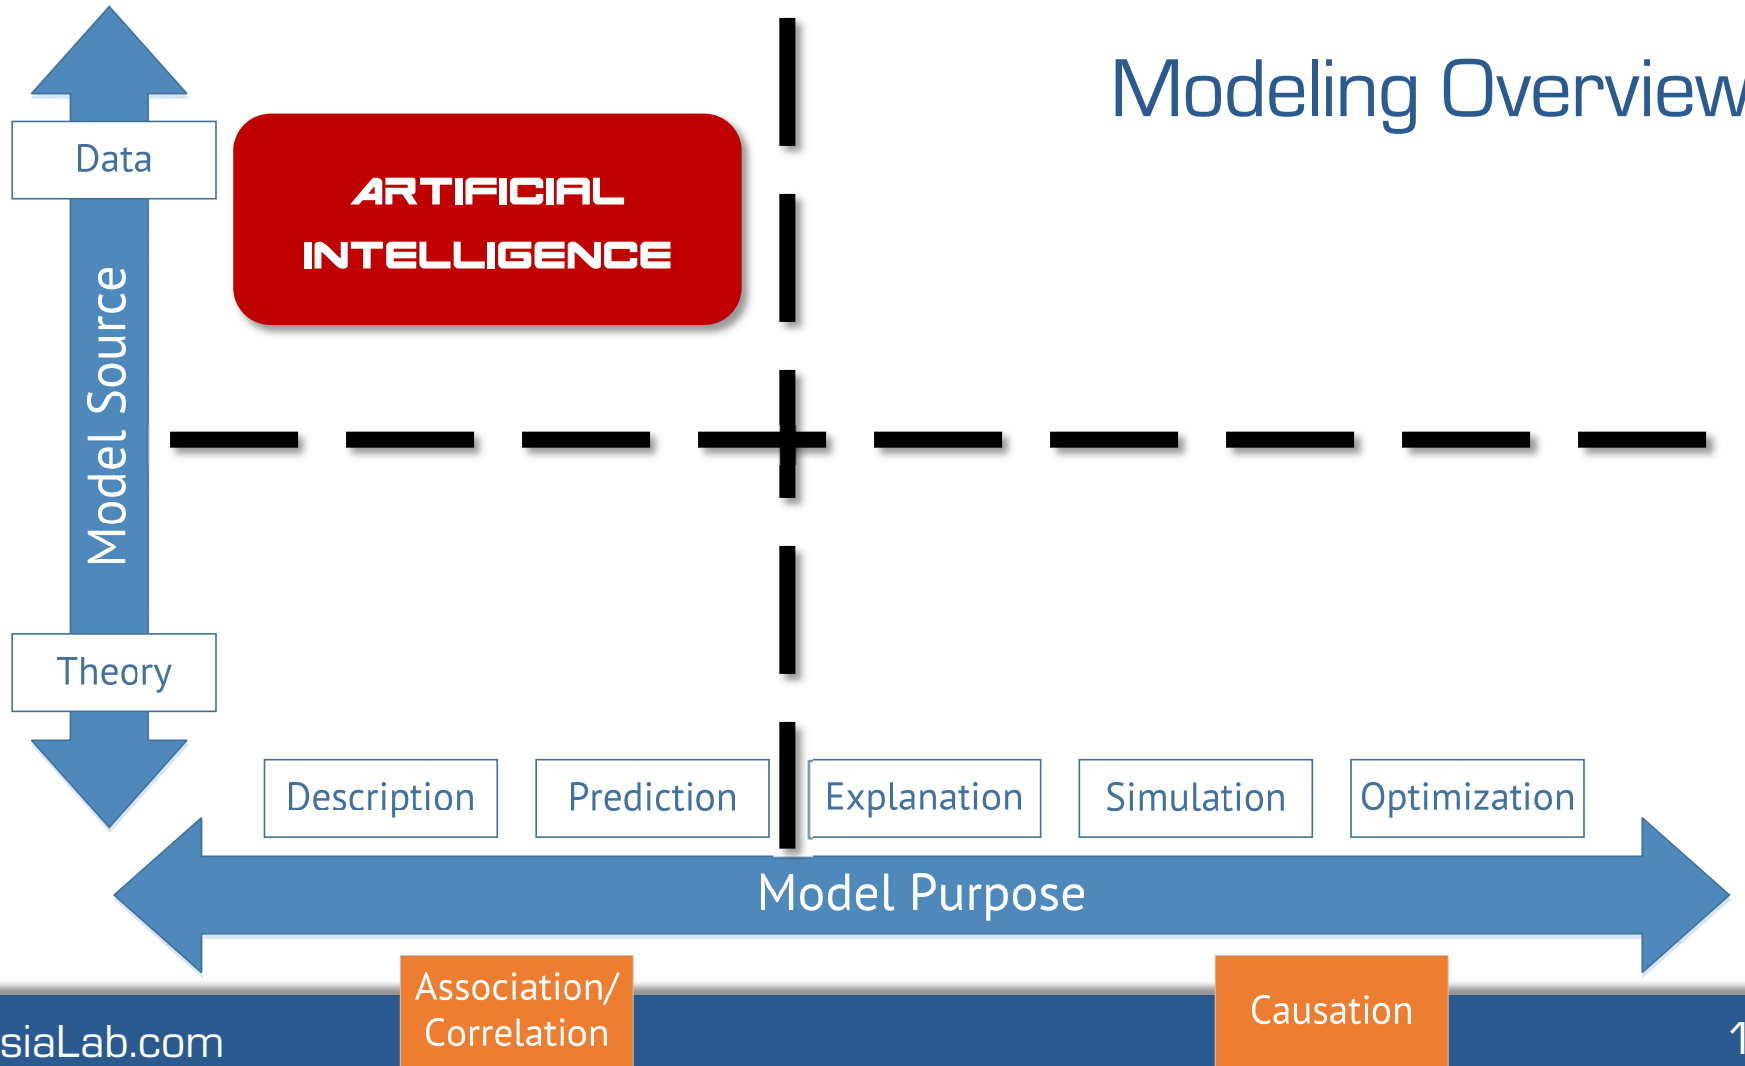 Modeling Overview
Data
ARTIFICIAL
INTELLIGENCE
Model Source
Theory
Description
Prediction
Explanation
Simulation
Optimization
Model Purpose
Association/
Correlation
Causation
siaLab.com
1